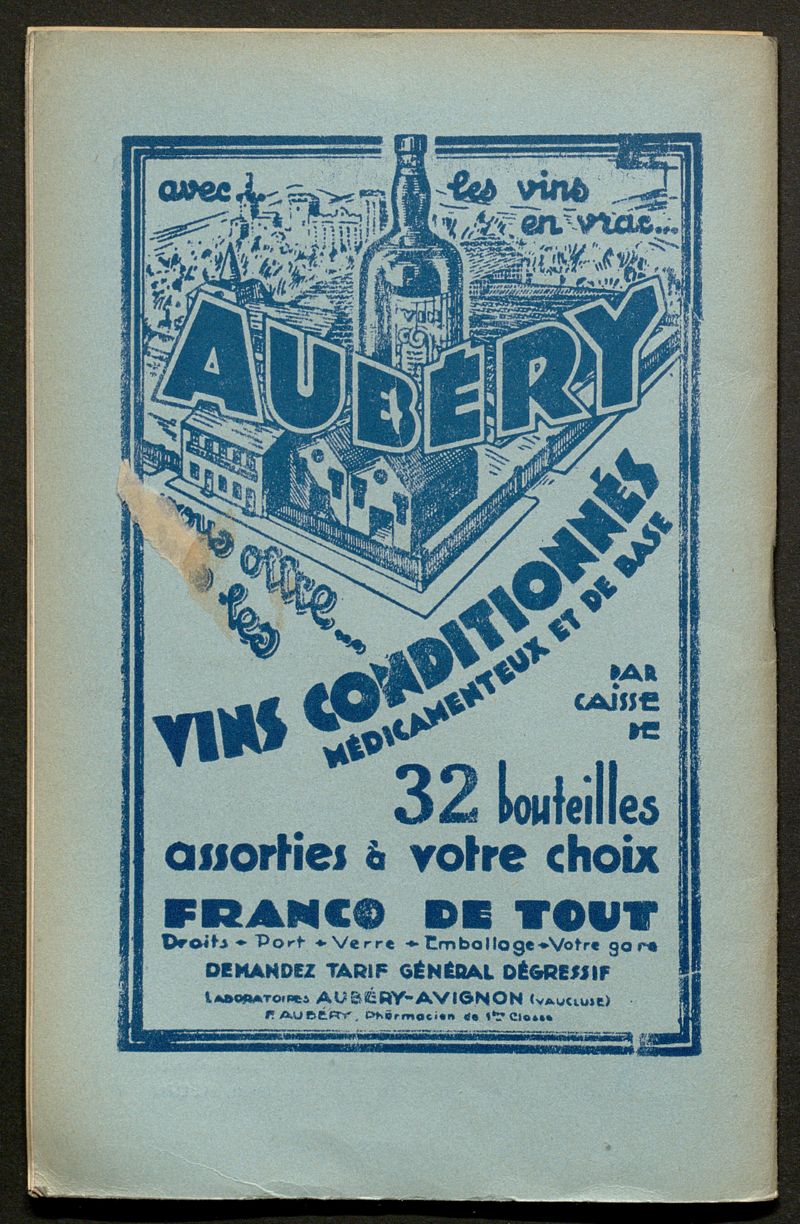 avec...
les vins
en vrac...
VIN
AUBÉRY
vous offre...
les
VINS CONDITIONNÉS
MÉDICAMENTEUX ET DE BASE
PAR
CAISSE
DE
32 bouteilles
assorties à votre choix
FRANCO DE TOUT
Droits + Port + Verre + Emballage + Votre gare
DEMANDEZ TARIF GÉNÉRAL DÉGRESSIF
LABORATOIRES AUBÉRY-AVIGNON (VAUCLUSE)
F. AUBÉRY, Pharmacien de 1ère Classe